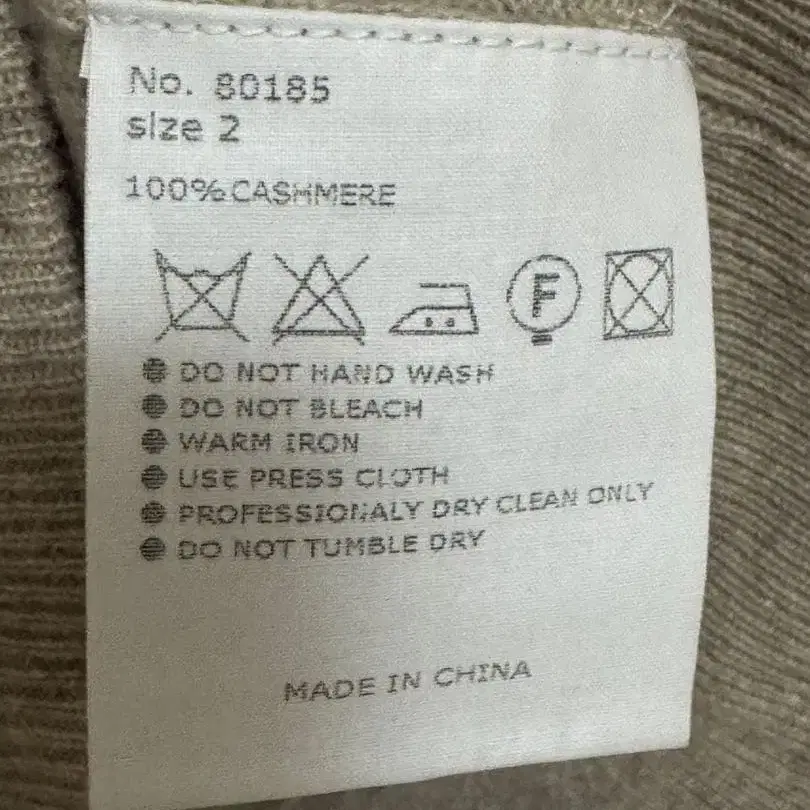 No. 80185
size 2
100%CASHMERE
F
DO NOT HAND WASH
DO NOT BLEACH
WARM IRON
USE PRESS CLOTH
PROFESSIONALY DRY CLEAN ONLY
DO NOT TUMBLE DRY
MADE IN CHINA